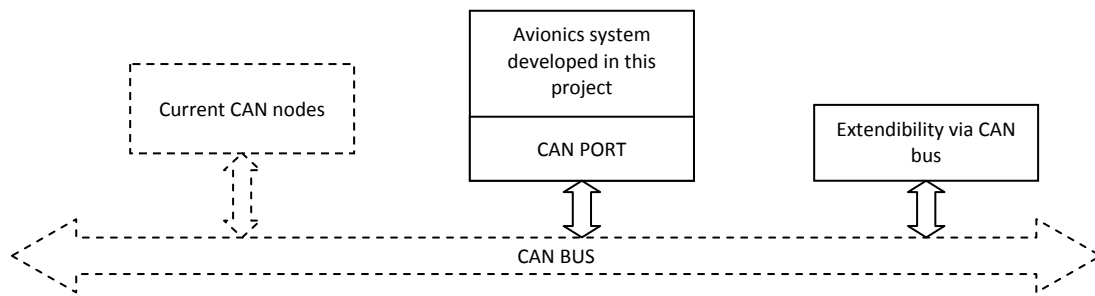 Avionics system
developed in this
project
Current CAN nodes
CAN PORT
Extendibility via CAN
bus
CAN BUS